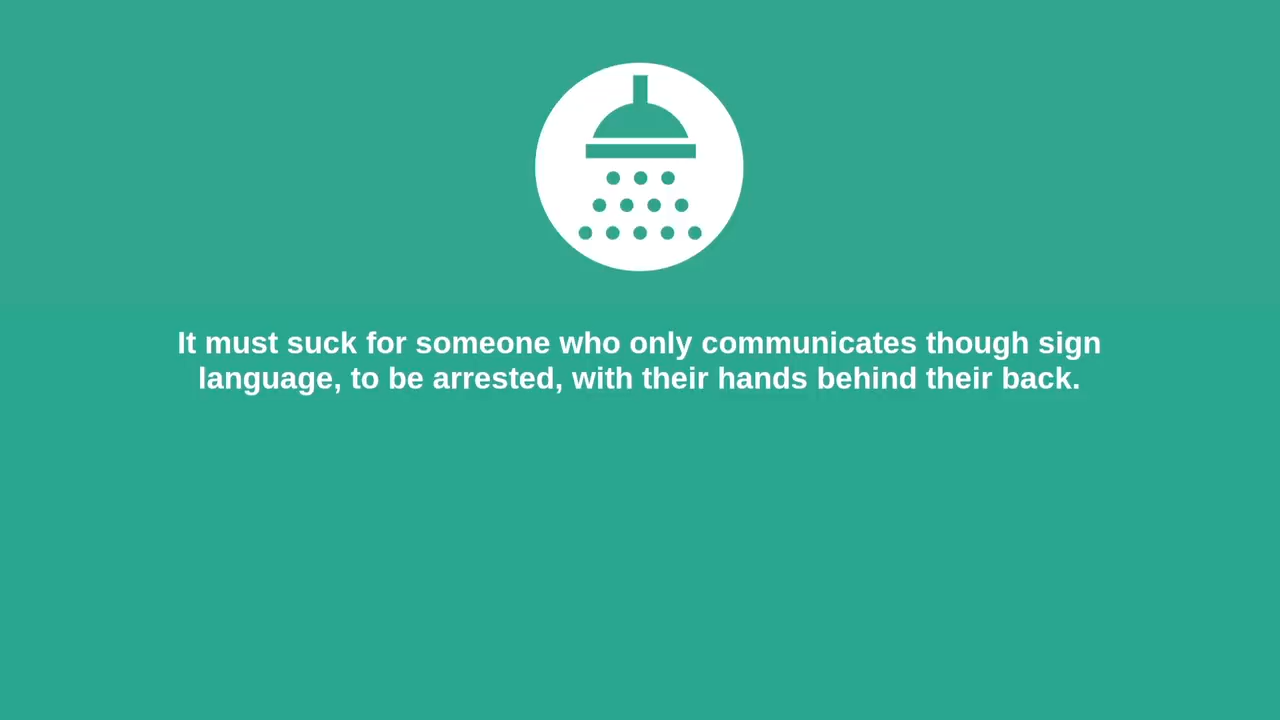 It must suck for someone who only communicates though sign
language, to be arrested, with their hands behind their back.